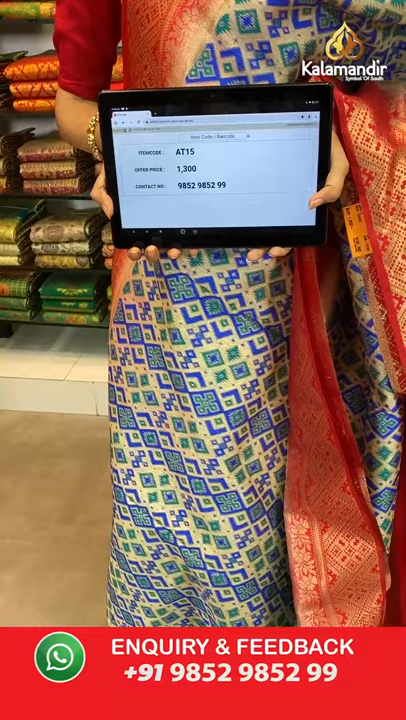 Kalamandir
Symbol Of South
Item Code / Barcode
ITEMCODE : AT15
OFFER PRICE : 1,300
CONTACT NO : 9852 9852 99
ENQUIRY & FEEDBACK
+91 9852 9852 99